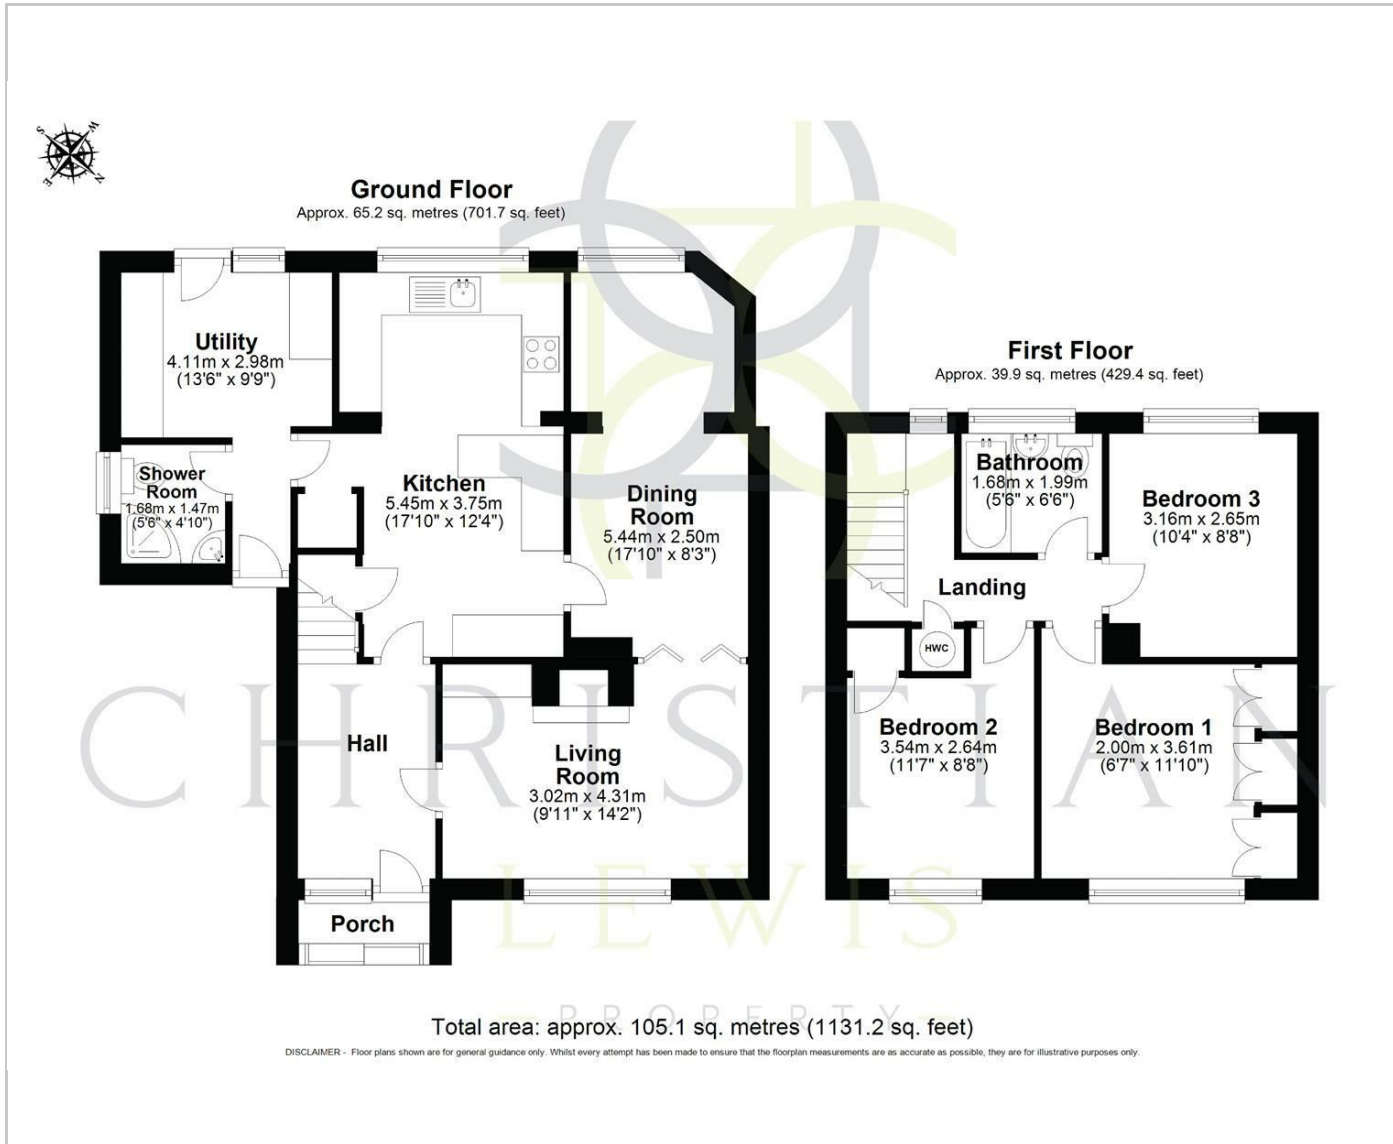 S
W
E
N
Ground Floor
Approx. 65.2 sq. metres (701.7 sq. feet)
Utility
4.11m x 2.98m
(13'6" x 9'9")
Shower
Room
1.68m x 1.47m
(5'6" x 4'10")
Kitchen
5.45m x 3.75m
(17'10" x 12'4")
Dining
Room
5.44m x 2.50m
(17'10" x 8'3")
Hall
Living
Room
3.02m x 4.31m
(9'11" x 14'2")
Porch
First Floor
Approx. 39.9 sq. metres (429.4 sq. feet)
Bathroom
1.68m x 1.99m
(5'6" x 6'6")
Bedroom 3
3.16m x 2.65m
(10'4" x 8'8")
Landing
HWC
Bedroom 2
3.54m x 2.64m
(11'7" x 8'8")
Bedroom 1
2.00m x 3.61m
(6'7" x 11'10")
CHRISTIAN
LEWIS
PROPERTY
Total area: approx. 105.1 sq. metres (1131.2 sq. feet)
DISCLAIMER - Floor plans shown are for general guidance only. Whilst every attempt has been made to ensure that the floorplan measurements are as accurate as possible, they are for illustrative purposes only.